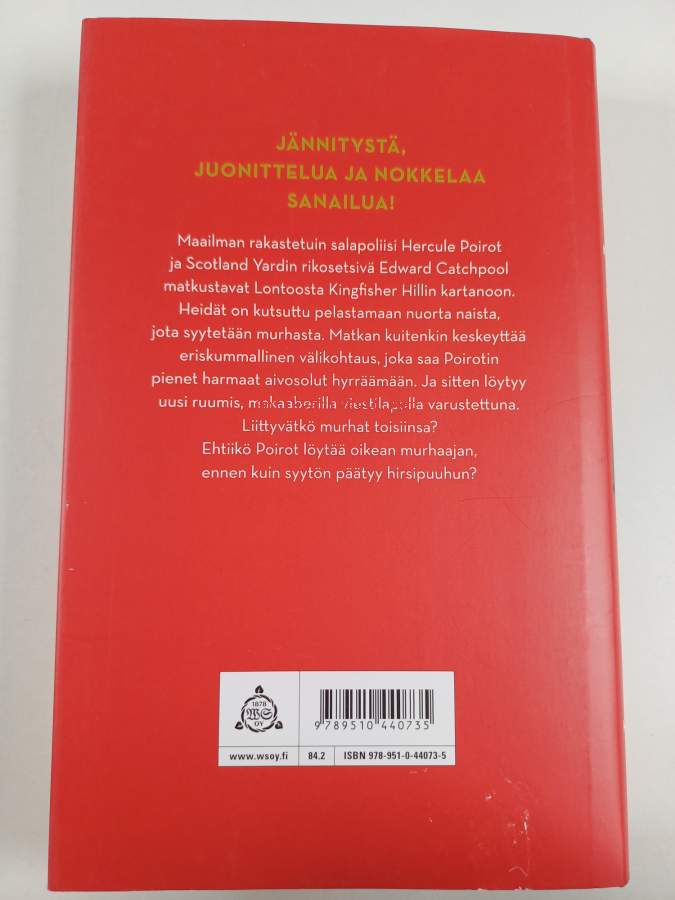 JÄNNITYSTÄ,
JUONITTELUA JA NOKKELAA
SANAILUA!
Maailman rakastetuin salapoliisi Hercule Poirot
ja Scotland Yardin rikosetsivä Edward Catchpool
matkustavat Lontoosta Kingfisher Hillin kartanoon.
Heidät on kutsuttu pelastamaan nuorta naista,
jota syytetään murhasta. Matkan kuitenkin keskeyttää
eriskummallinen välikohtaus, joka saa Poirotin
pienet harmaat aivosolut hyrräämään. Ja sitten löytyy
uusi ruumis, makaaberilla viestilapulla varustettuna.
Liittyvätkö murhat toisiinsa?
Ehtiikö Poirot löytää oikean murhaajan,
ennen kuin syytön päätyy hirsipuuhun?
1878
WS
OY
9 789510 440735
www.wsoy.fi 84.2 ISBN 978-951-0-44073-5